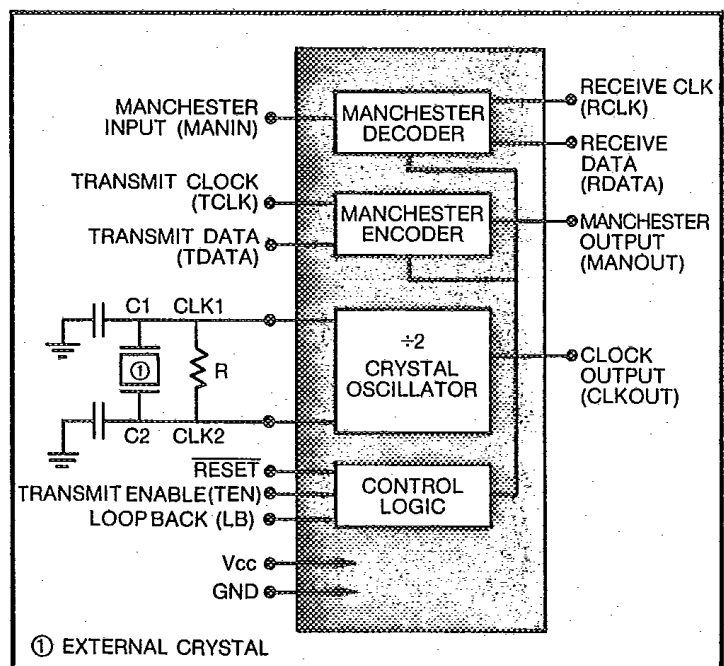 MANCHESTER
INPUT (MANIN)
TRANSMIT CLOCK
(TCLK)
TRANSMIT DATA
(TDATA)
C1
CLK1
①
R
C2
CLK2
RESET
TRANSMIT ENABLE (TEN)
LOOP BACK (LB)
Vcc
GND
MANCHESTER
DECODER
MANCHESTER
ENCODER
÷2
CRYSTAL
OSCILLATOR
CONTROL
LOGIC
RECEIVE CLK
(RCLK)
RECEIVE
DATA
(RDATA)
MANCHESTER
OUTPUT
(MANOUT)
CLOCK
OUTPUT
(CLKOUT)
① EXTERNAL CRYSTAL